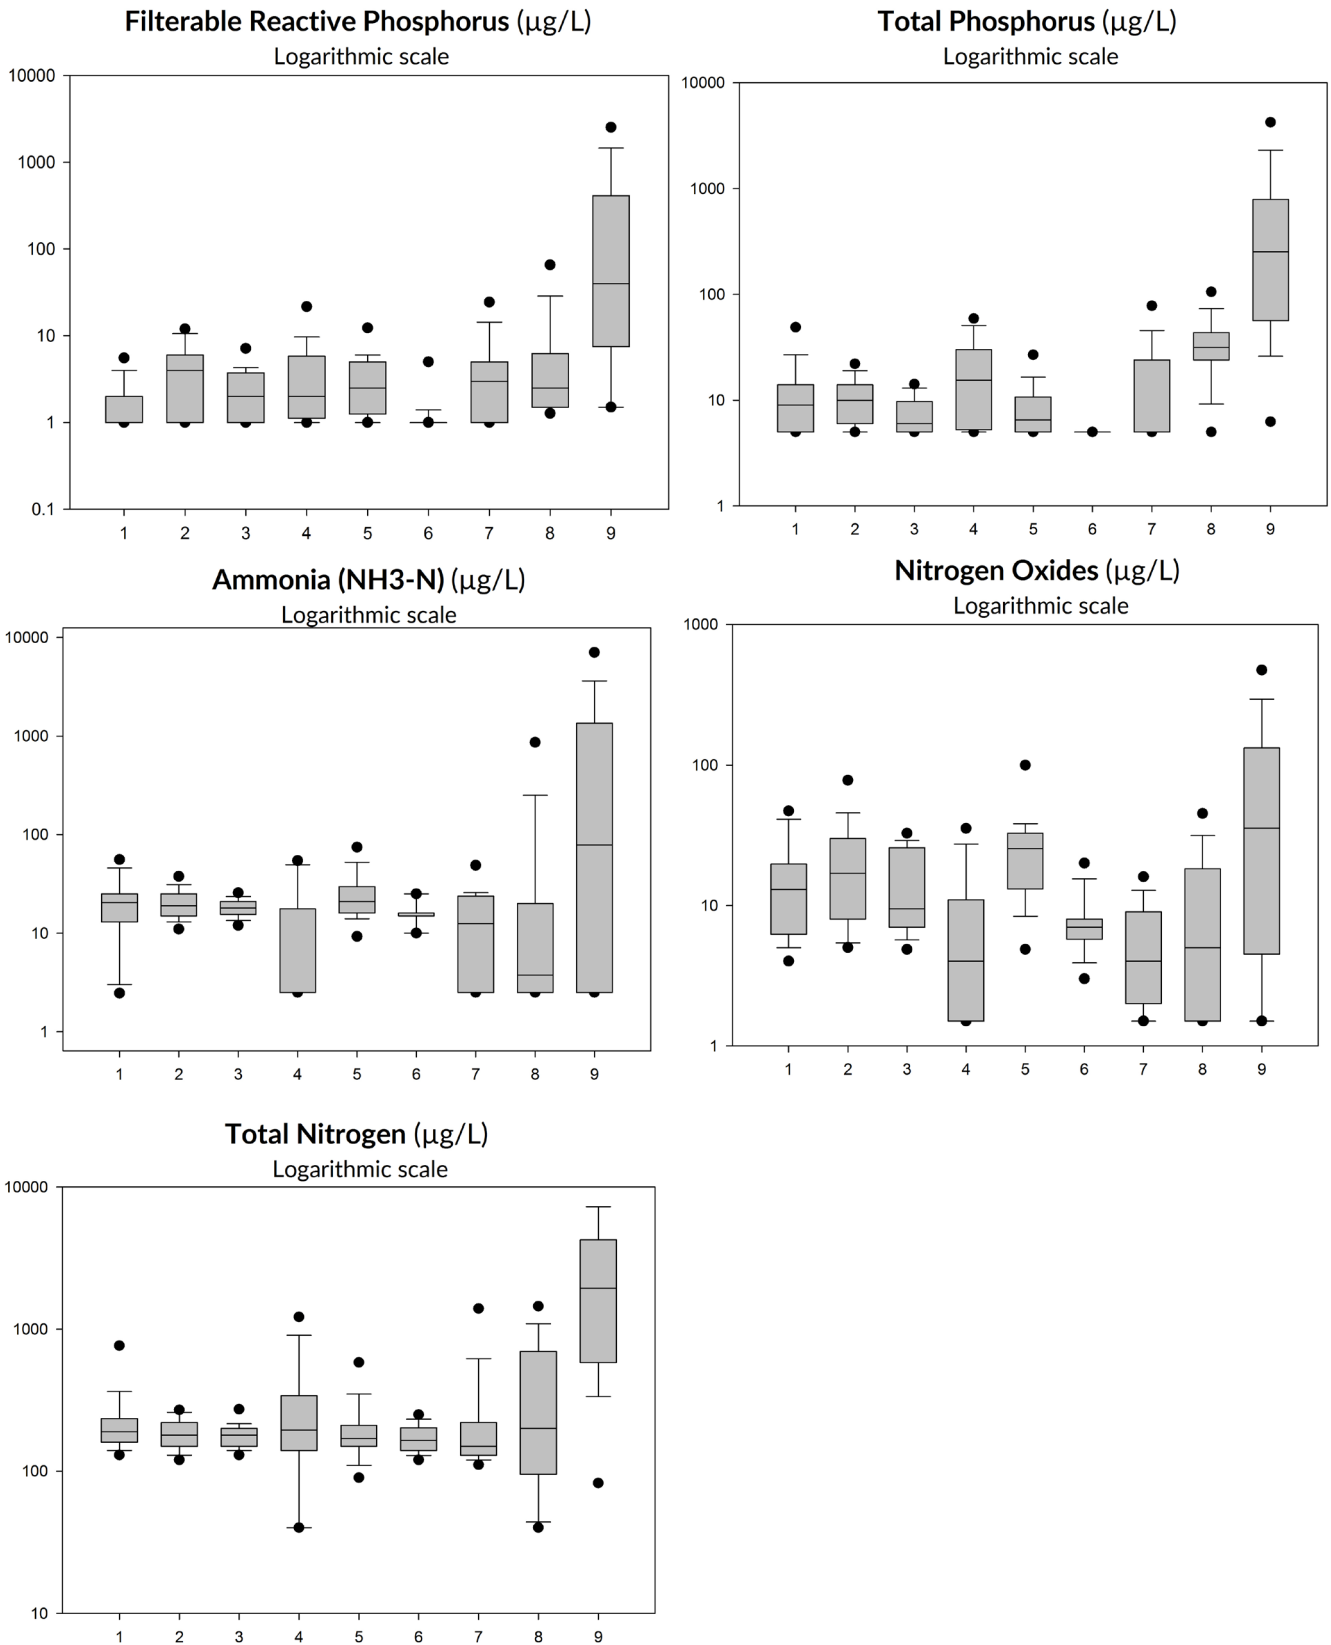 Filterable Reactive Phosphorus (µg/L)
Logarithmic scale
10000
1000
100
10
1
0.1
1 2 3 4 5 6 7 8 9
Total Phosphorus (µg/L)
Logarithmic scale
10000
1000
100
10
1
1 2 3 4 5 6 7 8 9
Ammonia (NH3-N) (µg/L)
Logarithmic scale
10000
1000
100
10
1
1 2 3 4 5 6 7 8 9
Nitrogen Oxides (µg/L)
Logarithmic scale
1000
100
10
1
1 2 3 4 5 6 7 8 9
Total Nitrogen (µg/L)
Logarithmic scale
10000
1000
100
10
1 2 3 4 5 6 7 8 9